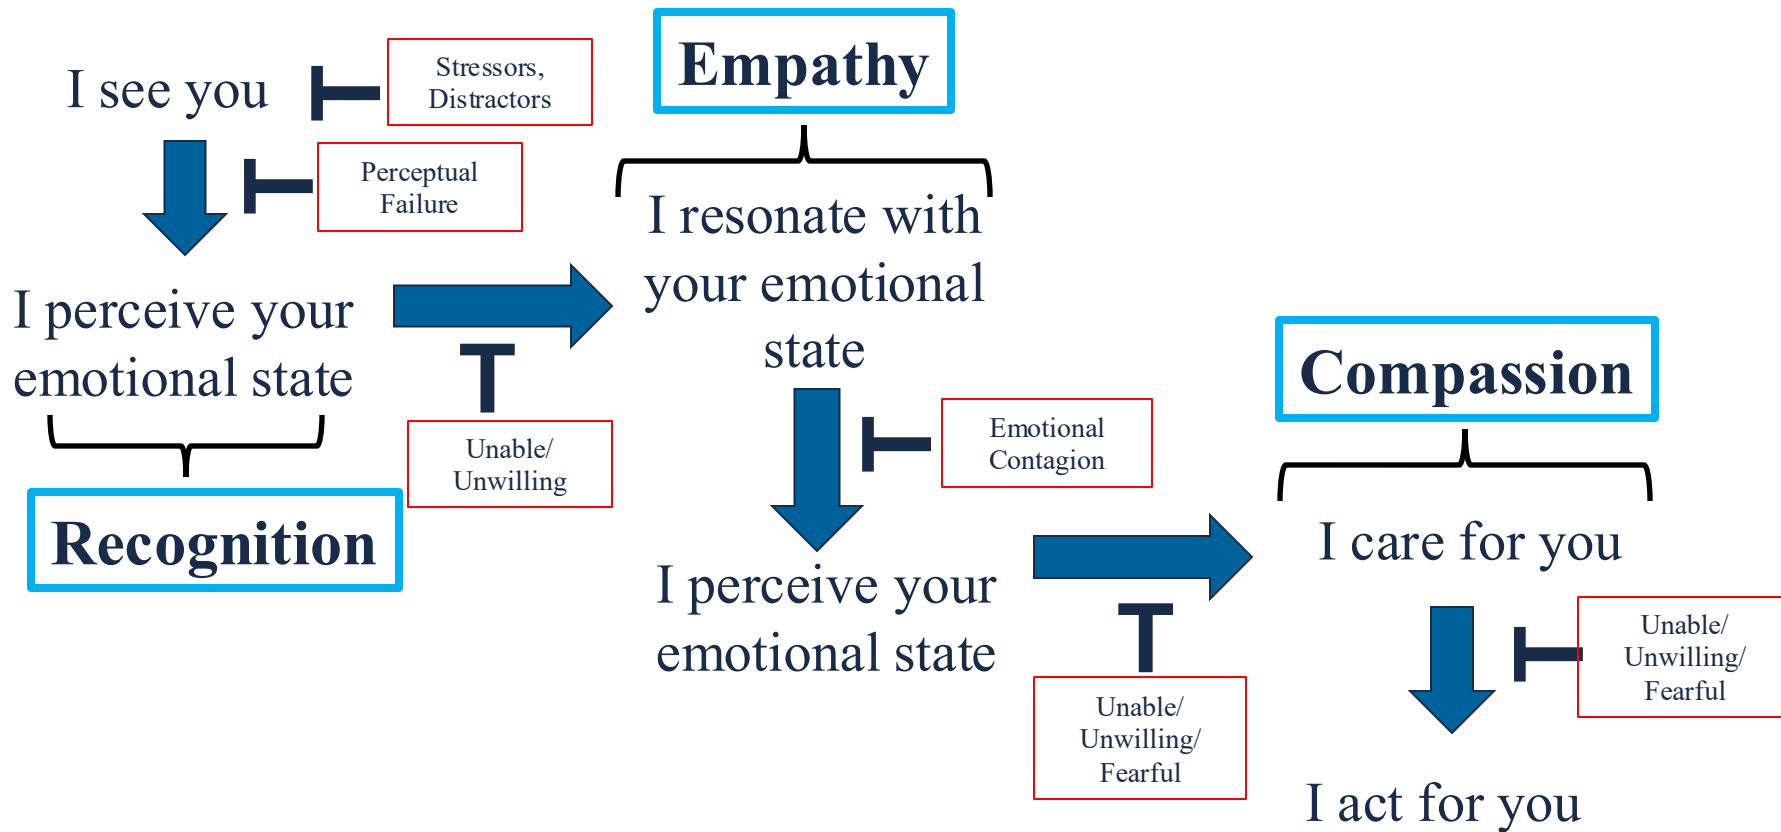 I see you
Stressors,
Distractors
Perceptual
Failure
I perceive your
emotional state
Recognition
Unable/
Unwilling
Empathy
I resonate with
your emotional
state
Emotional
Contagion
I perceive your
emotional state
Unable/
Unwilling/
Fearful
Compassion
I care for you
Unable/
Unwilling/
Fearful
I act for you